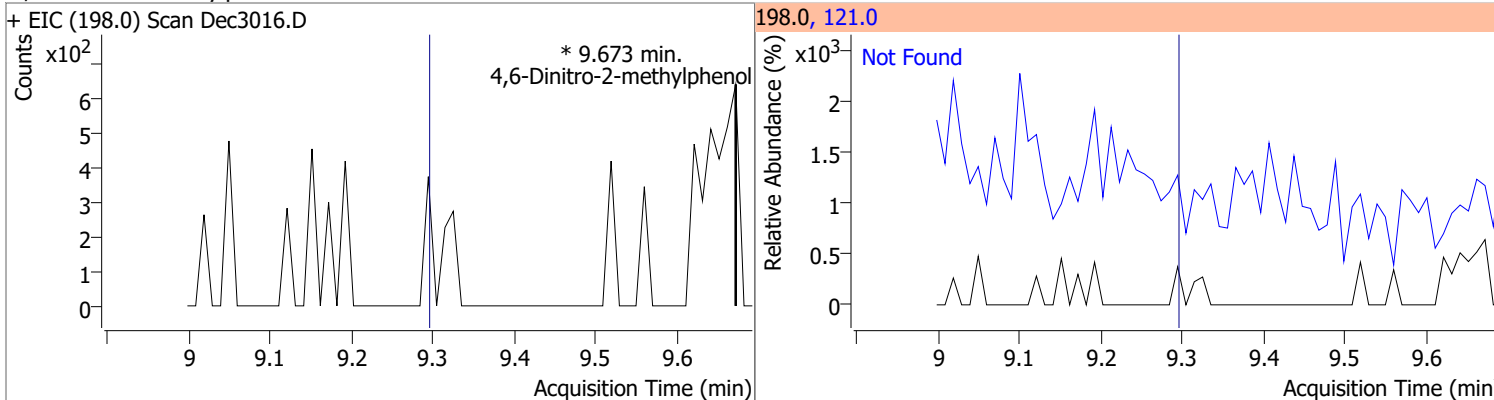 + EIC (198.0) Scan Dec3016.D
Counts
x10²
* 9.673 min.
4,6-Dinitro-2-methylphenol
6
5
4
3
2
1
0
9 9.1 9.2 9.3 9.4 9.5 9.6
Acquisition Time (min)
198.0, 121.0
Relative Abundance (%)
x10³
Not Found
2
1.5
1
0.5
0
9 9.1 9.2 9.3 9.4 9.5 9.6
Acquisition Time (min